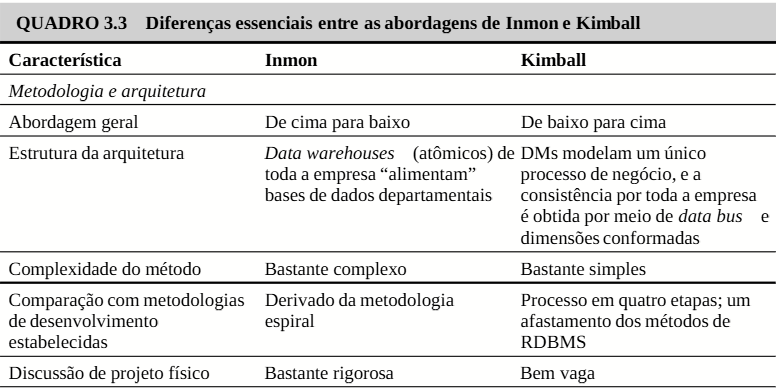 QUADRO 3.3 Diferenças essenciais entre as abordagens de Inmon e Kimball
Característica Inmon Kimball
Metodologia e arquitetura
Abordagem geral De cima para baixo De baixo para cima
Estrutura da arquitetura Data warehouses (atômicos) de DMs modelam um único
toda a empresa “alimentam” processo de negócio, e a
bases de dados departamentais consistência por toda a empresa
é obtida por meio de data bus e
dimensões conformadas
Complexidade do método Bastante complexo Bastante simples
Comparação com metodologias Derivado da metodologia Processo em quatro etapas; um
de desenvolvimento espiral afastamento dos métodos de
estabelecidas RDBMS
Discussão de projeto físico Bastante rigorosa Bem vaga